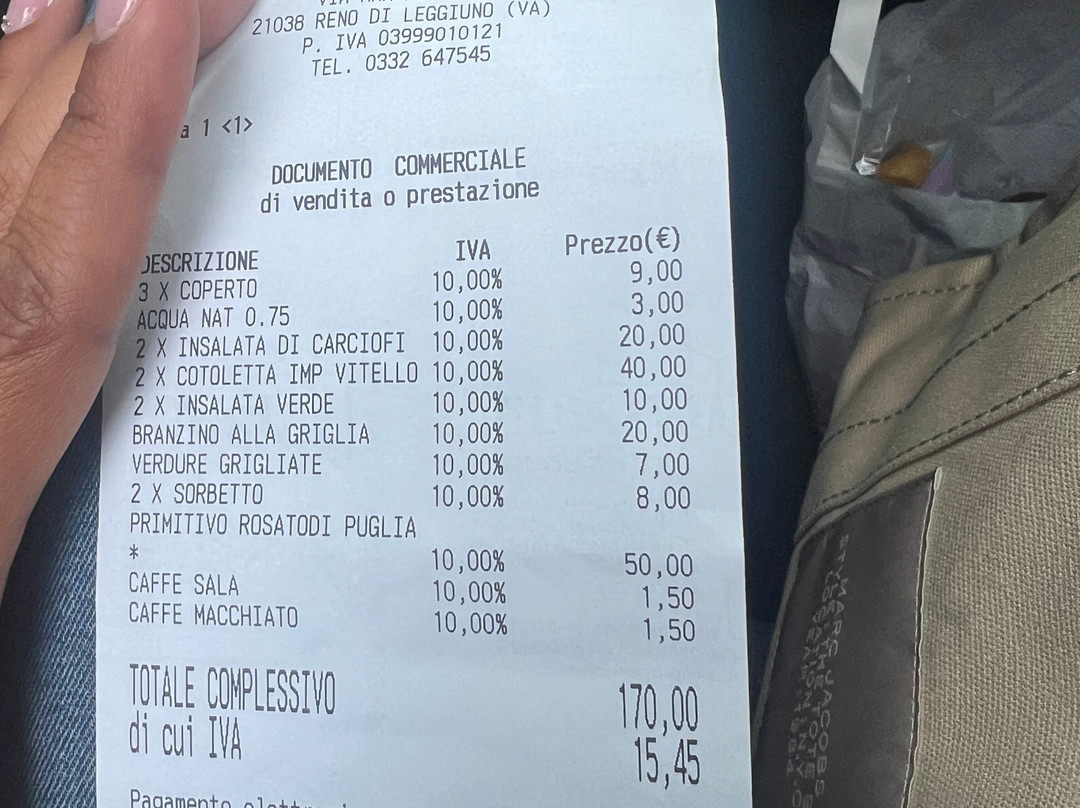 21038 RENO DI LEGGIUNO (VA)
P. IVA 03999010121
TEL. 0332 647545
a 1 <1>
DOCUMENTO COMMERCIALE
di vendita o prestazione
DESCRIZIONE IVA Prezzo(€)
3 X COPERTO 10,00% 9,00
ACQUA NAT 0.75 10,00% 3,00
2 X INSALATA DI CARCIOFI 10,00% 20,00
2 X COTOLETTA IMP VITELLO 10,00% 40,00
2 X INSALATA VERDE 10,00% 10,00
BRANZINO ALLA GRIGLIA 10,00% 20,00
VERDURE GRIGLIATE 10,00% 7,00
2 X SORBETTO 10,00% 8,00
PRIMITIVO ROSATODI PUGLIA
* 10,00% 50,00
CAFFE SALA 10,00% 1,50
CAFFE MACCHIATO 10,00% 1,50
TOTALE COMPLESSIVO 170,00
di cui IVA 15,45
Pagamento
MARC JACOBS